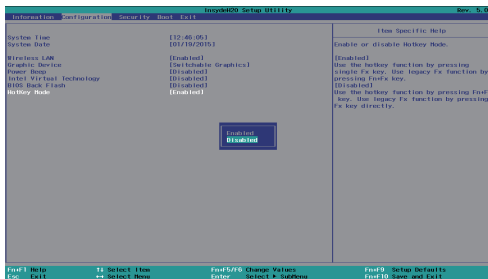 InsydeH20 Setup Utility Rev. 5.0
Information Configuration Security Boot Exit
System Time [12:46:05]
System Date [01/19/2015]
Wireless LAN [Enabled]
Graphic Device [Switchable Graphics]
Power Beep [Disabled]
Intel Virtual Technology [Disabled]
BIOS Back Flash [Disabled]
HotKey Mode [Enabled]
Enabled
Disabled
Item Specific Help
Enable or disable Hotkey Mode.
[Enabled]
Use the hotkey function by pressing
single Fx key. Use legacy Fx function by
pressing Fn+Fx key.
[Disabled]
Use the hotkey function by pressing Fn+F
key. Use legacy Fx function by pressing
Fx key directly.
Fn+F1 Help ↑↓ Select Item Fn+F5/F6 Change Values Fn+F9 Setup Defaults
Esc Exit ↔ Select Menu Enter Select ▶ SubMenu Fn+F10 Save and Exit